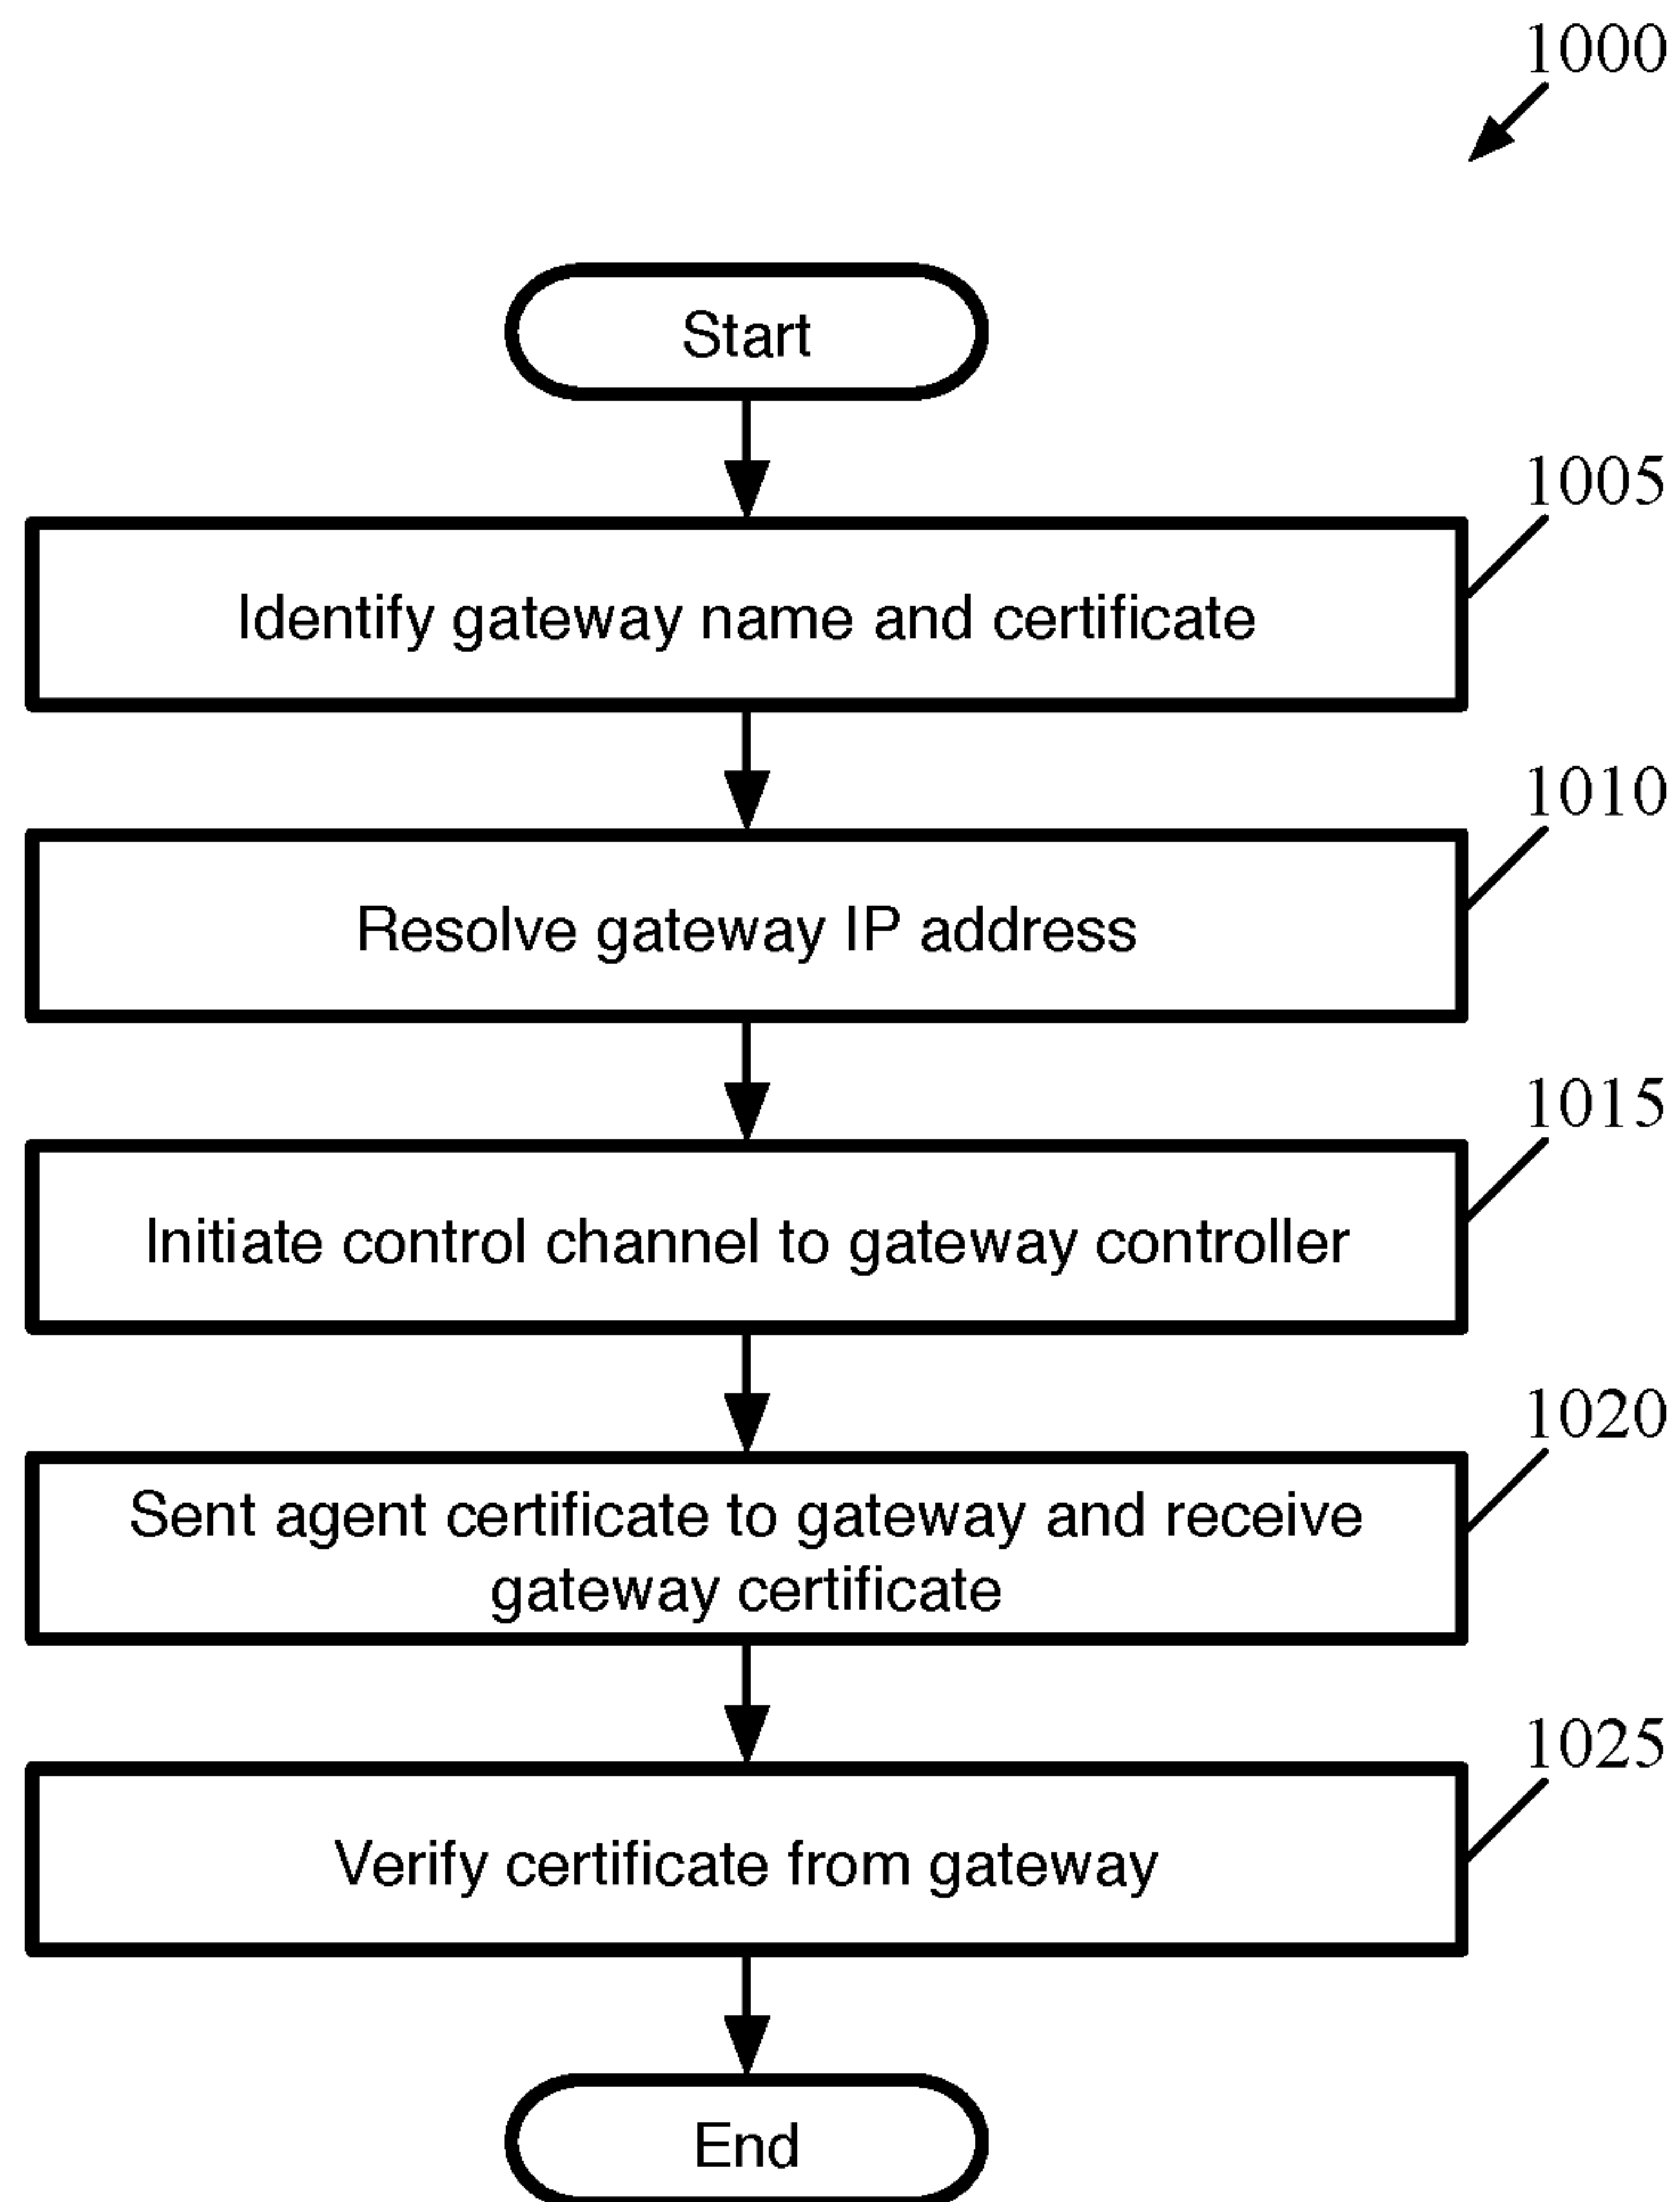 1000
Start
1005
Identify gateway name and certificate
1010
Resolve gateway IP address
1015
Initiate control channel to gateway controller
1020
Sent agent certificate to gateway and receive
gateway certificate
1025
Verify certificate from gateway
End